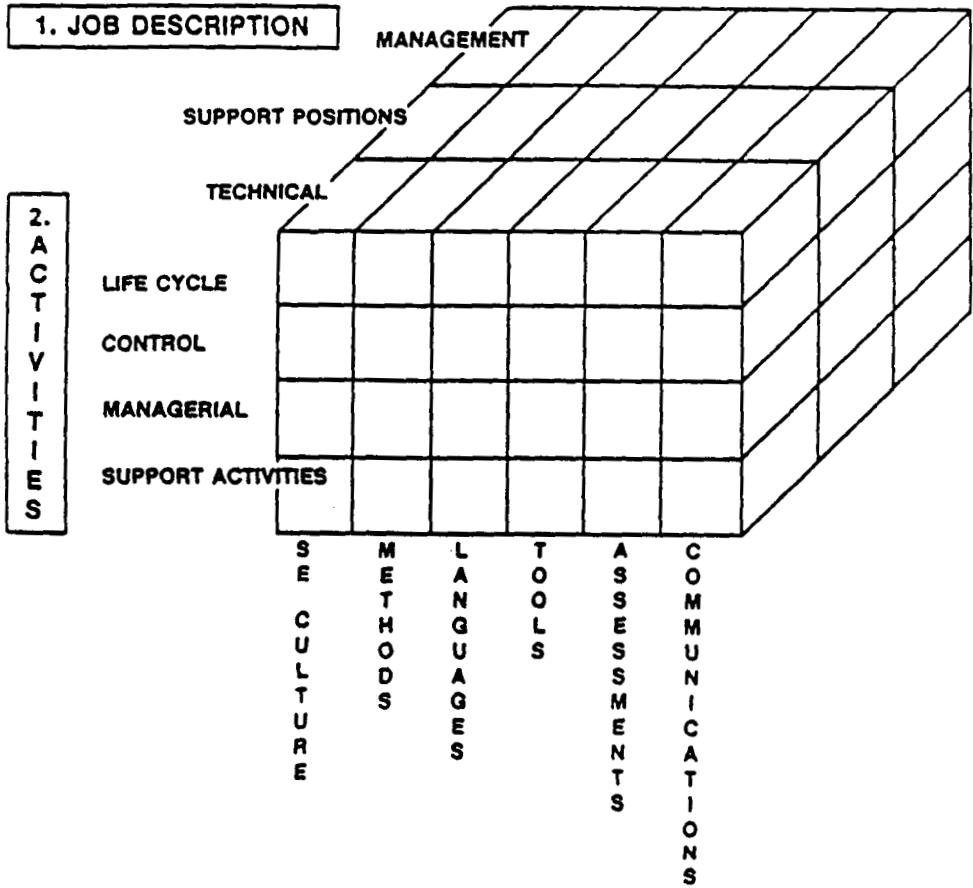 1. JOB DESCRIPTION
MANAGEMENT
SUPPORT POSITIONS
TECHNICAL
2. ACTIVITIES
LIFE CYCLE
CONTROL
MANAGERIAL
SUPPORT ACTIVITIES
SE CULTURE
METHODS
LANGUAGES
TOOLS
ASSESSMENTS
COMMUNICATIONS